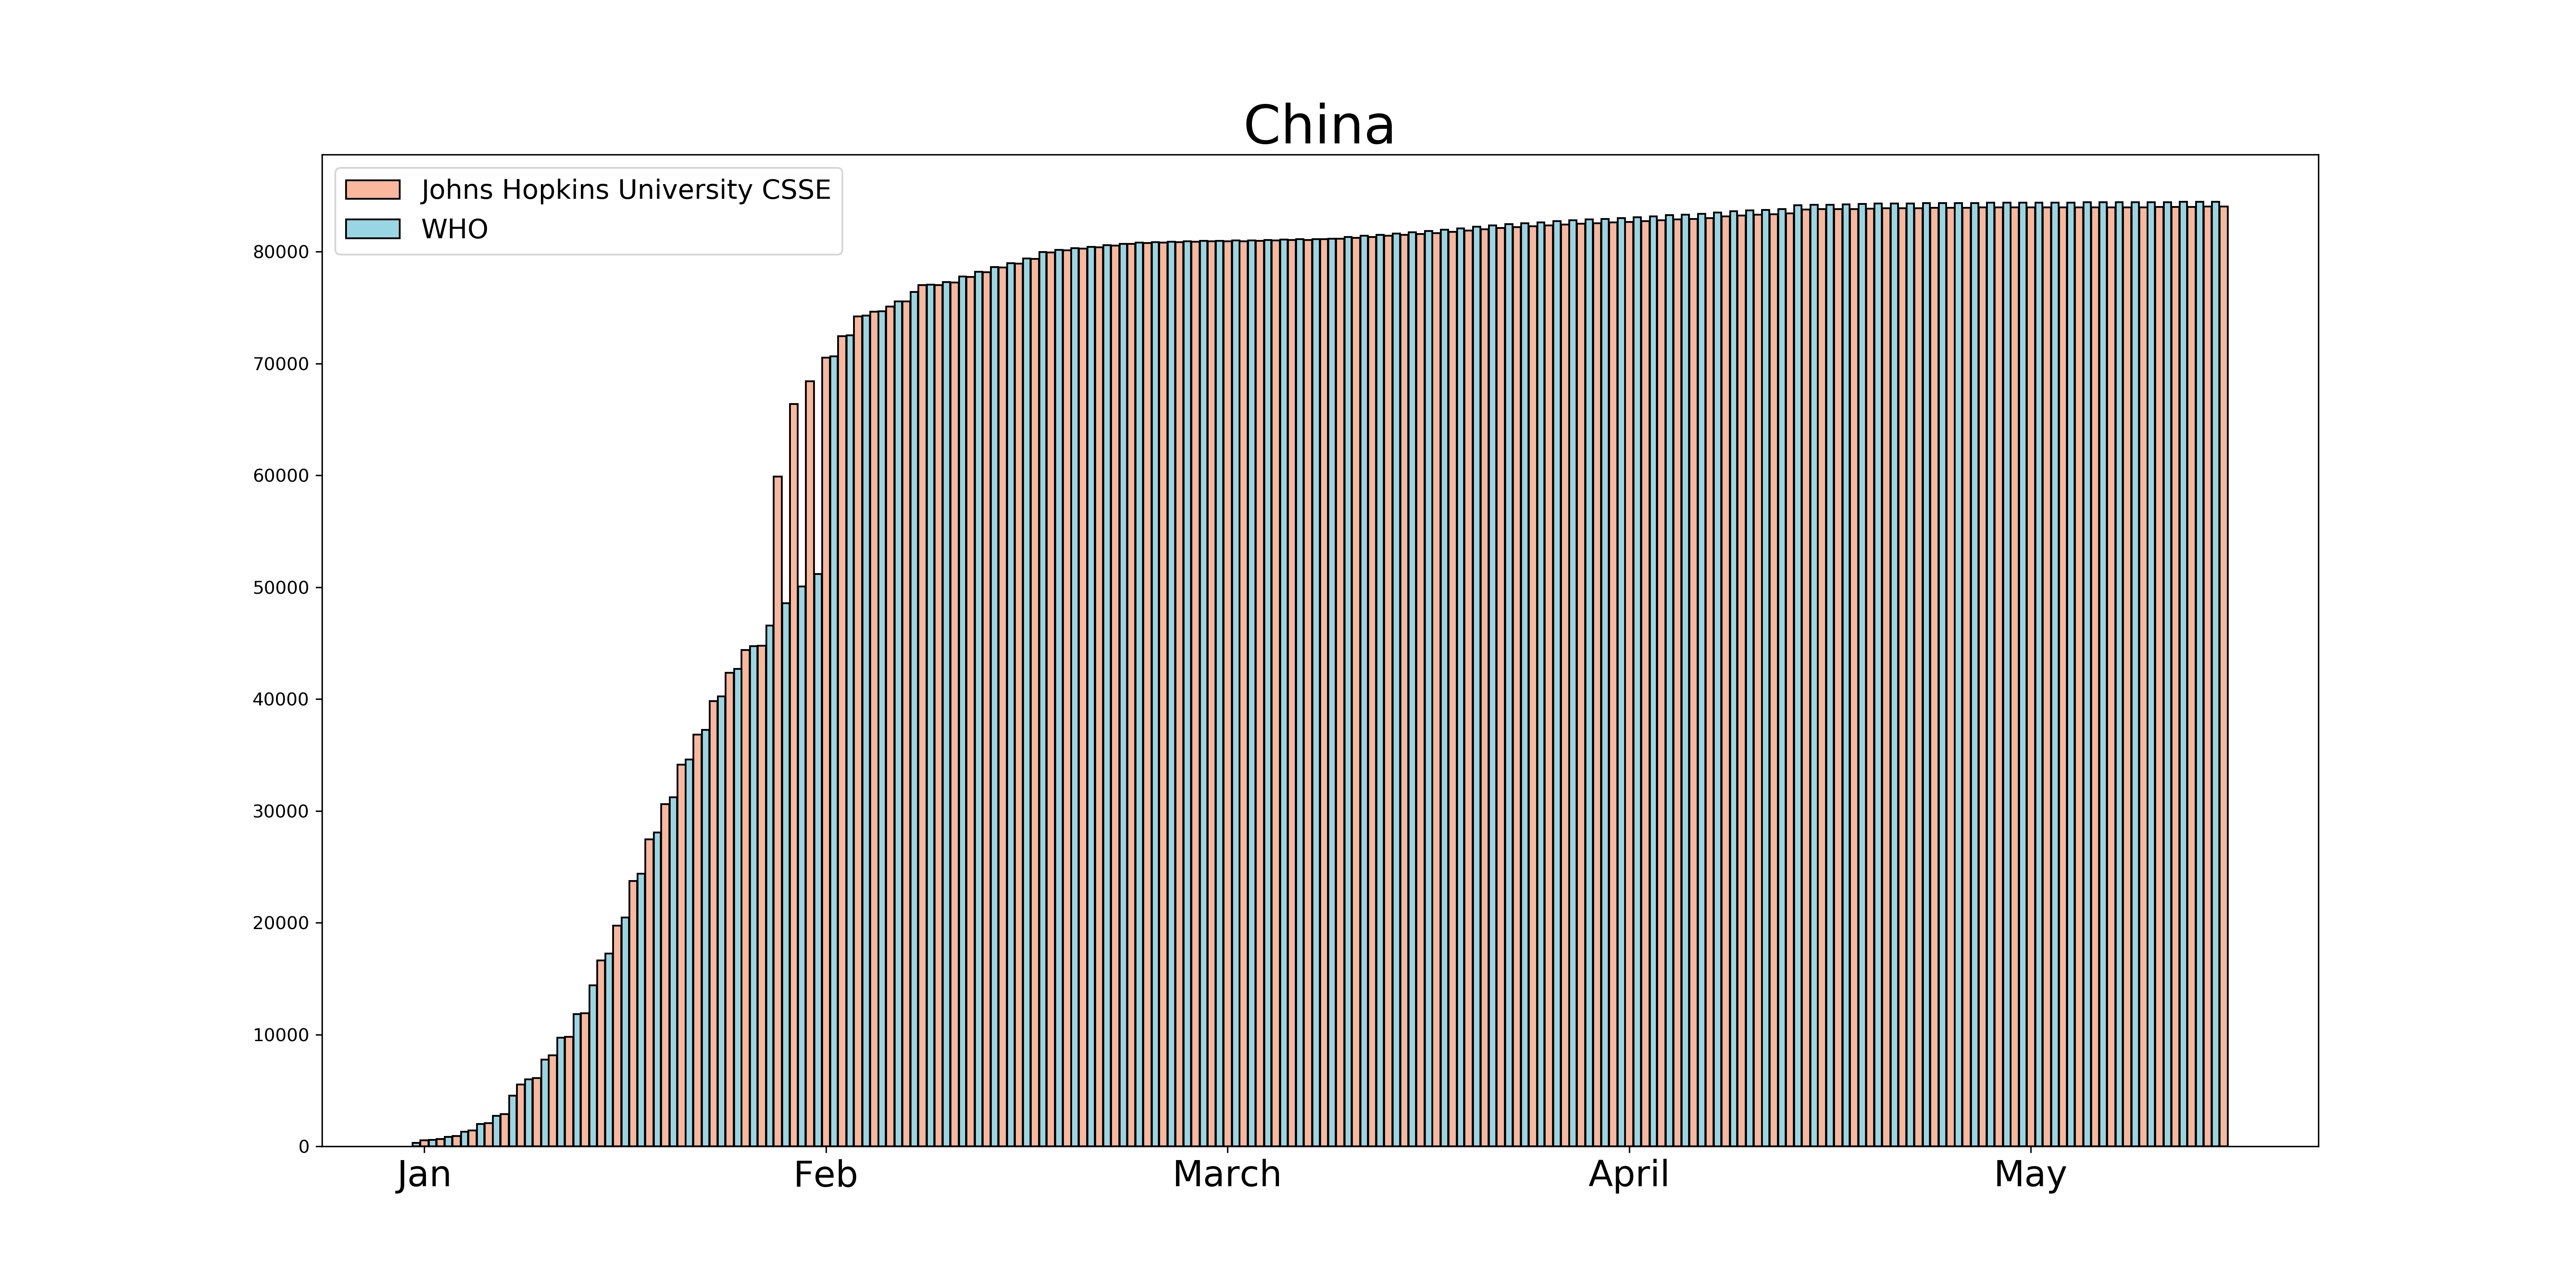 China
Johns Hopkins University CSSE
WHO
80000
70000
60000
50000
40000
30000
20000
10000
0
Jan Feb March April May